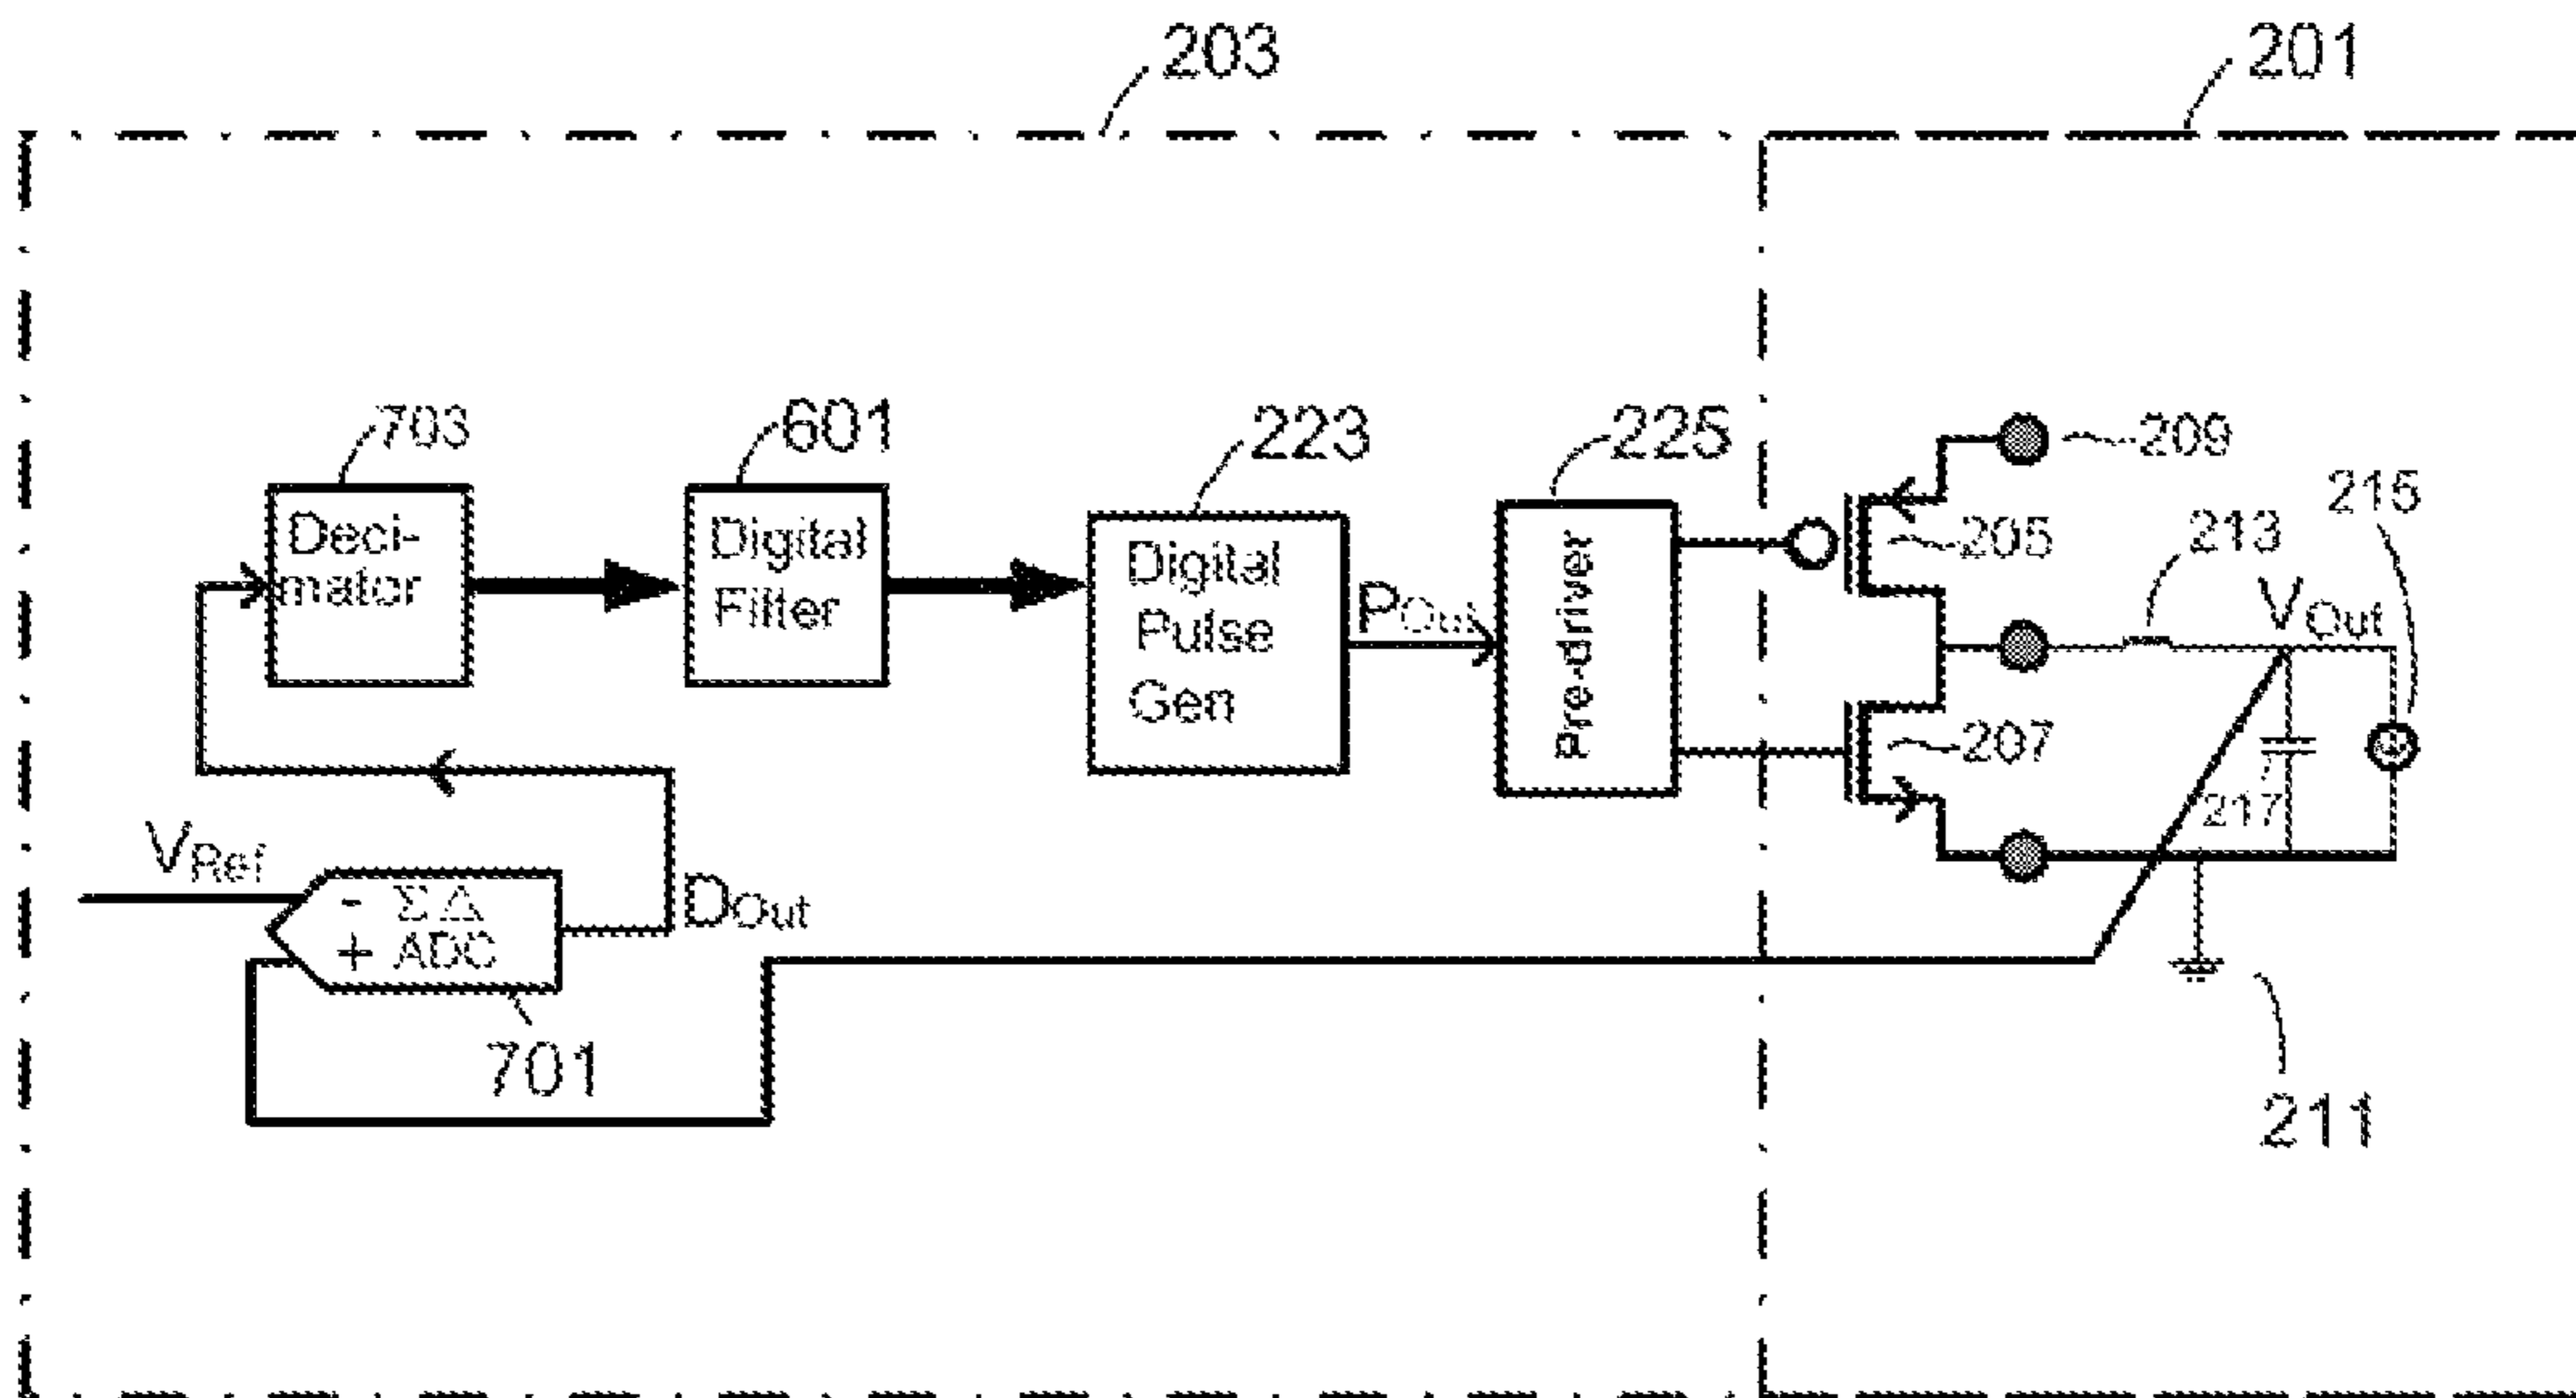 203
201
703
601
223
225
209
215
Deci-
mator
Digital
Filter
Digital
Pulse
Gen
POut
Pre-driver
205
213
VOut
207
217
VRef
- ΣΔ
+ ADC
DOut
701
211